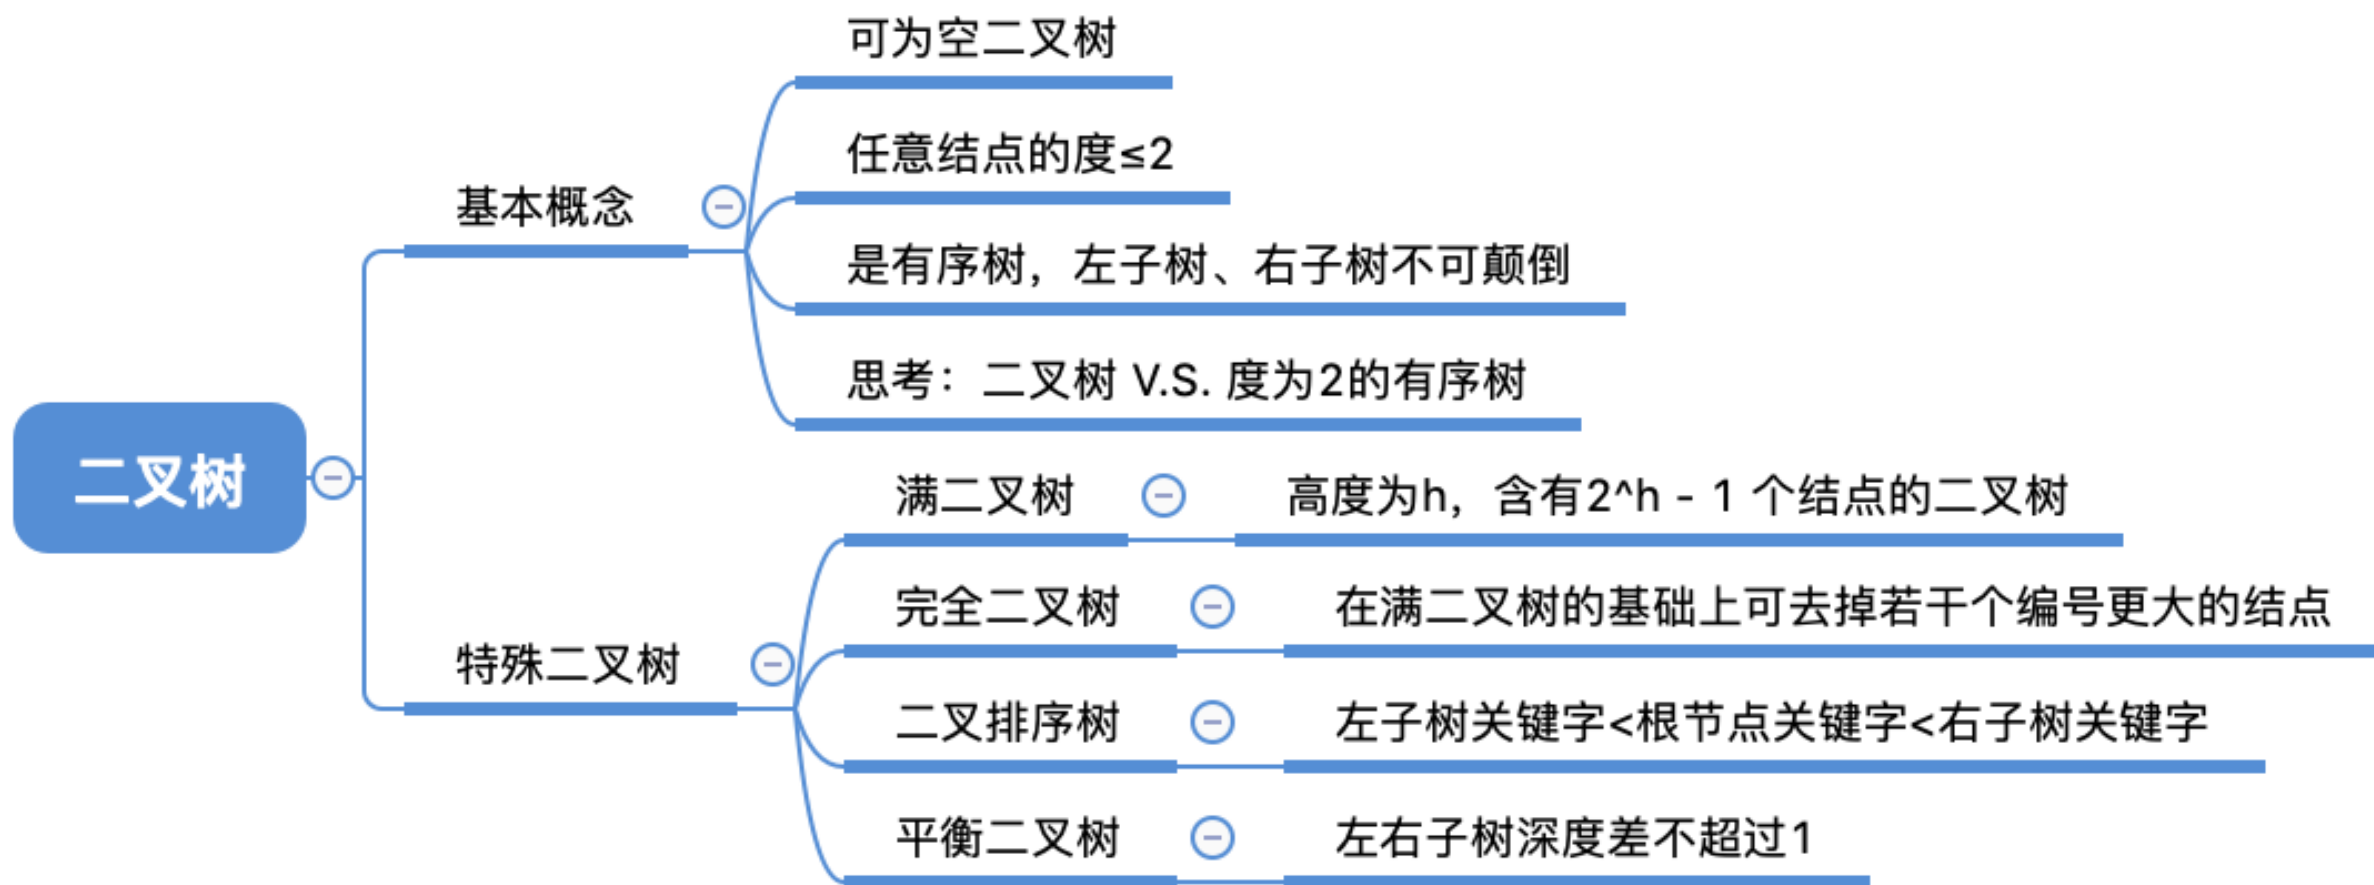 二叉树
基本概念
可为空二叉树
任意结点的度≤2
是有序树，左子树、右子树不可颠倒
思考：二叉树 V.S. 度为2的有序树
特殊二叉树
满二叉树
高度为h，含有2^h - 1 个结点的二叉树
完全二叉树
在满二叉树的基础上可去掉若干个编号更大的结点
二叉排序树
左子树关键字<根节点关键字<右子树关键字
平衡二叉树
左右子树深度差不超过1